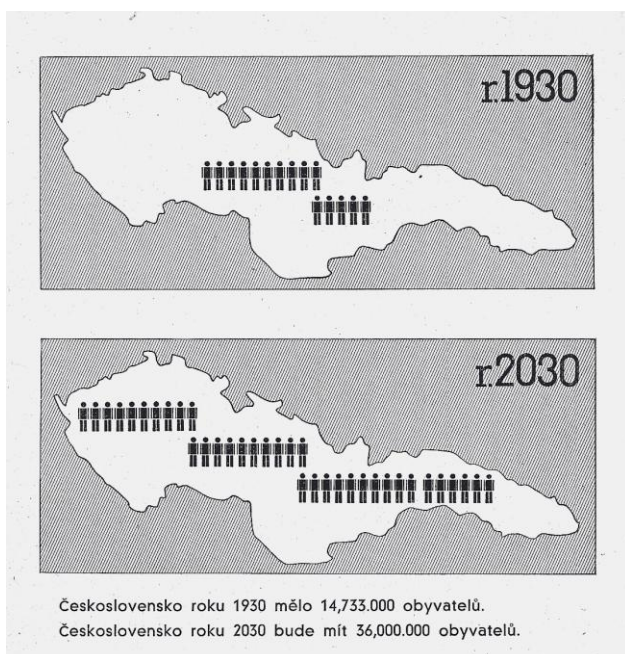 r.1930
r.2030
Československo roku 1930 mělo 14,733.000 obyvatelů.
Československo roku 2030 bude mít 36,000.000 obyvatelů.